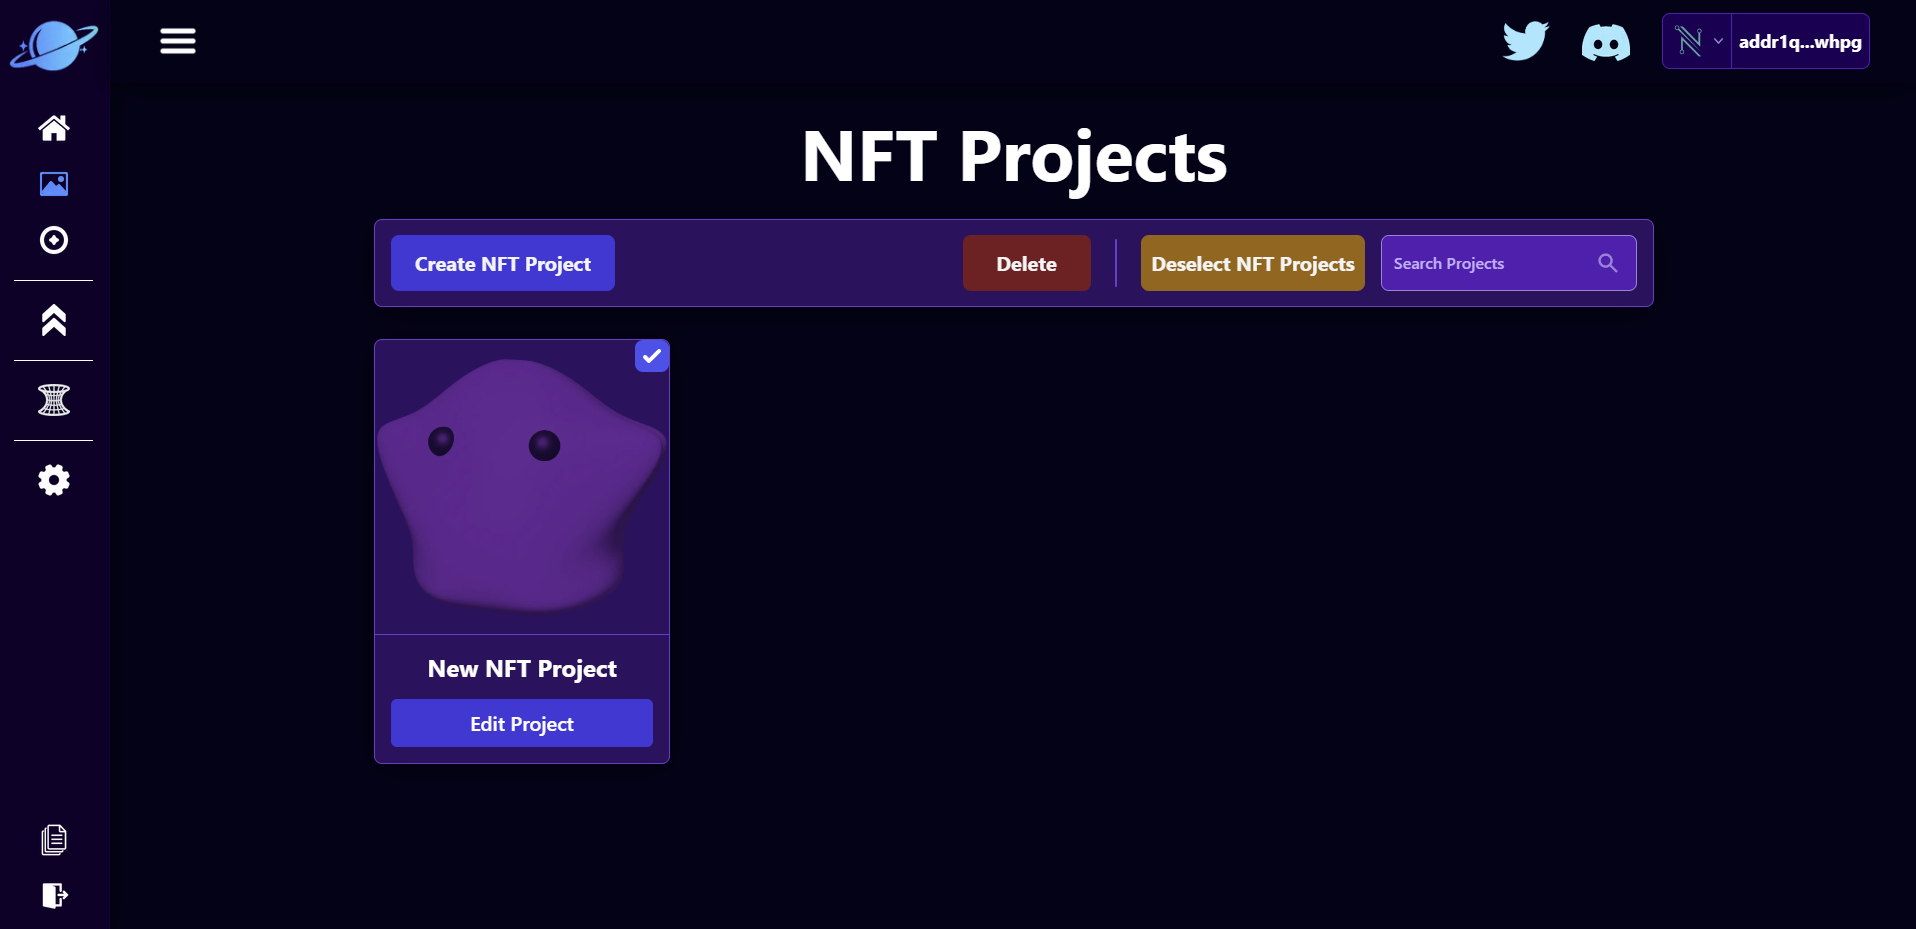 addr1q...whpg
NFT Projects
Create NFT Project
Delete
Deselect NFT Projects
Search Projects
New NFT Project
Edit Project